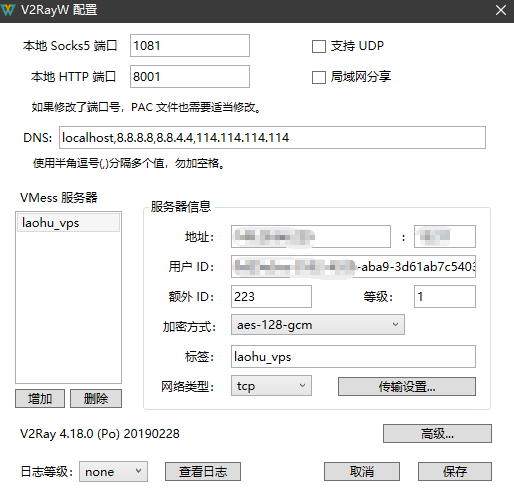 V2RayW 配置
本地 Socks5 端口 1081 支持 UDP
本地 HTTP 端口 8001 局域网分享
如果修改了端口号，PAC 文件也需要适当修改。
DNS: localhost,8.8.8.8,8.8.4.4,114.114.114.114
使用半角逗号(,)分隔多个值，勿加空格。
VMess 服务器
laohu_vps
增加 删除
服务器信息
地址: :
用户 ID: -aba9-3d61ab7c5403
额外 ID: 223 等级: 1
加密方式: aes-128-gcm
标签: laohu_vps
网络类型: tcp 传输设置...
V2Ray 4.18.0 (Po) 20190228 高级...
日志等级: none 查看日志 取消 保存